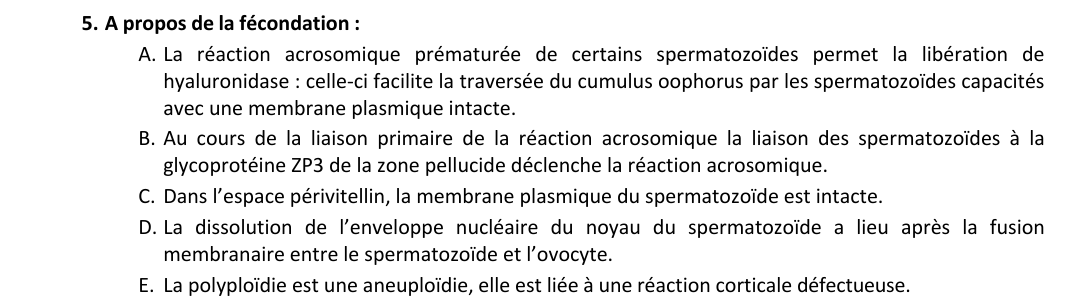 5. A propos de la fécondation :
A. La réaction acrosomique prématurée de certains spermatozoïdes permet la libération de
hyaluronidase : celle-ci facilite la traversée du cumulus oophorus par les spermatozoïdes capacités
avec une membrane plasmique intacte.
B. Au cours de la liaison primaire de la réaction acrosomique la liaison des spermatozoïdes à la
glycoprotéine ZP3 de la zone pellucide déclenche la réaction acrosomique.
C. Dans l’espace périvitellin, la membrane plasmique du spermatozoïde est intacte.
D. La dissolution de l’enveloppe nucléaire du noyau du spermatozoïde a lieu après la fusion
membranaire entre le spermatozoïde et l’ovocyte.
E. La polyploïdie est une aneuploïdie, elle est liée à une réaction corticale défectueuse.